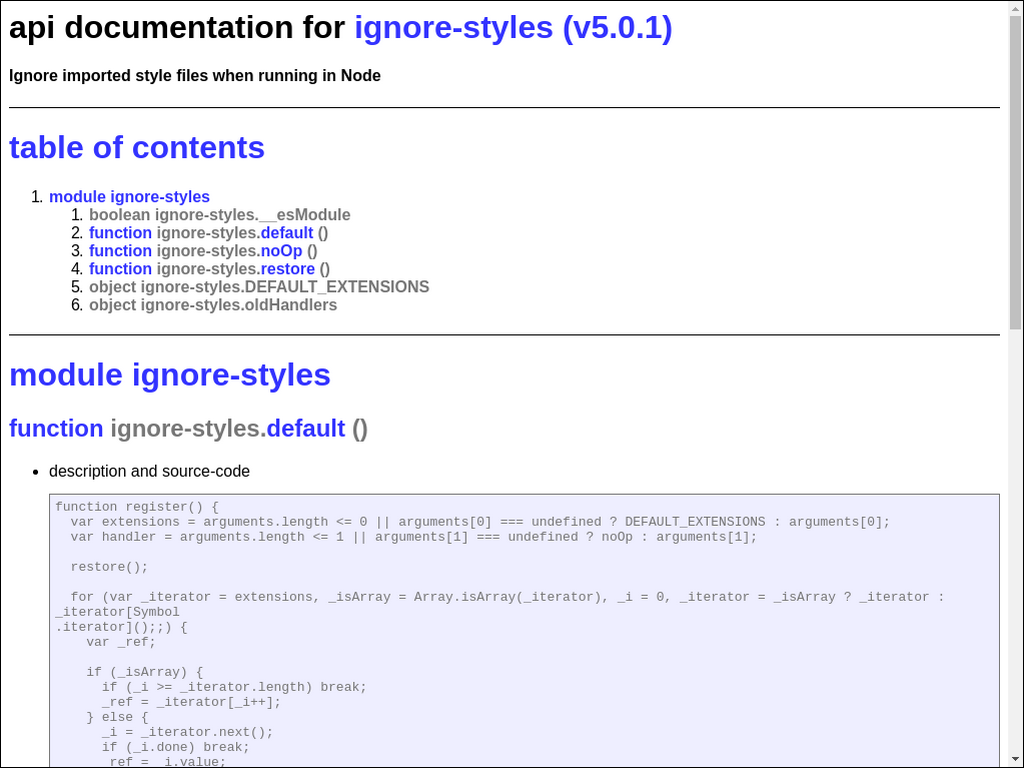 api documentation for ignore-styles (v5.0.1)
Ignore imported style files when running in Node
table of contents
1. module ignore-styles
1. boolean ignore-styles.__esModule
2. function ignore-styles.default ()
3. function ignore-styles.noOp ()
4. function ignore-styles.restore ()
5. object ignore-styles.DEFAULT_EXTENSIONS
6. object ignore-styles.oldHandlers
module ignore-styles
function ignore-styles.default ()
• description and source-code
function register() {
  var extensions = arguments.length <= 0 || arguments[0] === undefined ? DEFAULT_EXTENSIONS : arguments[0];
  var handler = arguments.length <= 1 || arguments[1] === undefined ? noOp : arguments[1];
  restore();
  for (var _iterator = extensions, _isArray = Array.isArray(_iterator), _i = 0, _iterator = _isArray ? _iterator :
_iterator[Symbol
.iterator]();;) {
    var _ref;
    if (_isArray) {
      if (_i >= _iterator.length) break;
      _ref = _iterator[_i++];
    } else {
      _i = _iterator.next();
      if (_i.done) break;
      _ref = _i.value;